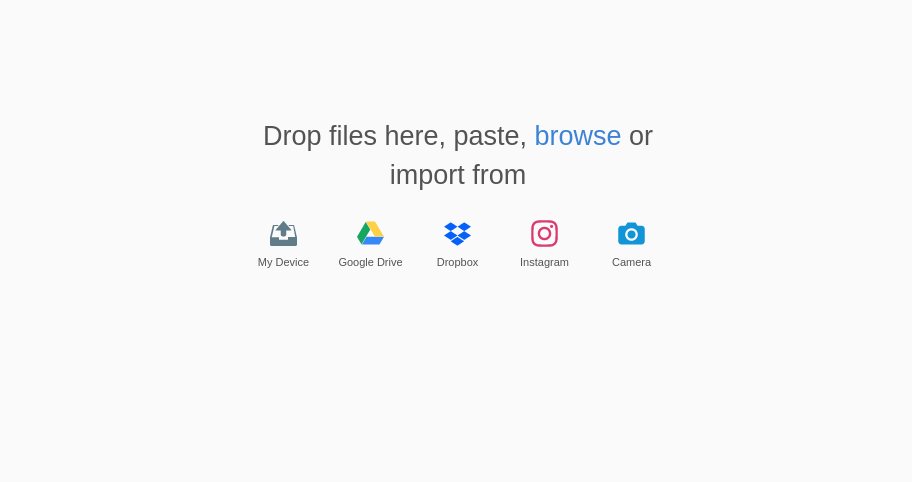 Drop files here, paste, browse or
import from
My Device
Google Drive
Dropbox
Instagram
Camera